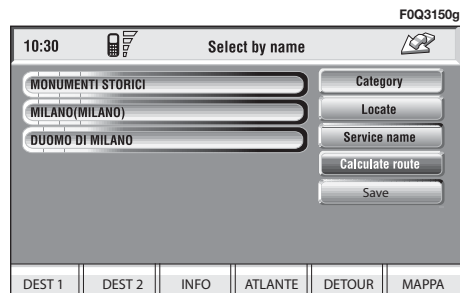 F0Q3150g
10:30 Select by name
MONUMENTI STORICI
MILANO(MILANO)
DUOMO DI MILANO
Category
Locate
Service name
Calculate route
Save
DEST 1 DEST 2 INFO ATLANTE DETOUR MAPPA